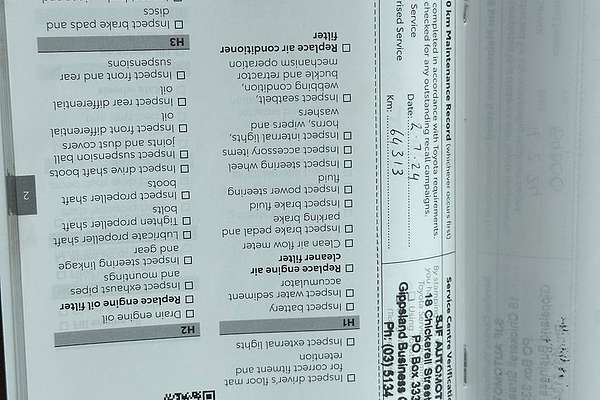 Inspect driver's floor mat
for correct fitment and
retention
Inspect external lights
H1
Inspect battery
Inspect water sediment
accumulator
Replace engine air
cleaner filter
Clean air flow meter
Inspect brake pedal and
parking brake
Inspect brake fluid
Inspect power steering
fluid
Inspect steering wheel
Inspect accessory items
Inspect internal lights,
horns, wipers and
washers
Inspect seatbelt,
webbing condition,
buckle and retractor
mechanism operation
Replace air conditioner
filter
H2
Drain engine oil
Replace engine oil filter
Inspect exhaust pipes
and mountings
Inspect steering linkage
and gear
Lubricate propeller shaft
Tighten propeller shaft
bolts
Inspect propeller shaft
boots
Inspect drive shaft boots
Inspect suspension ball
joints and dust covers
Inspect front differential
oil
Inspect rear differential
oil
Inspect front and rear
suspensions
H3
Inspect brake pads and
discs
2
0 km Maintenance Record (whichever occurs first)
completed in accordance with Toyota requirements.
checked for any outstanding recall campaigns.
Service
rised Service
Date: 2.7.24
Km: 64313
Service Centre Verificati
By stamping
SJF AUTOMOT
18 Chickerell Street
PO Box 333
Gippsland Business C
Ph: (03) 5134